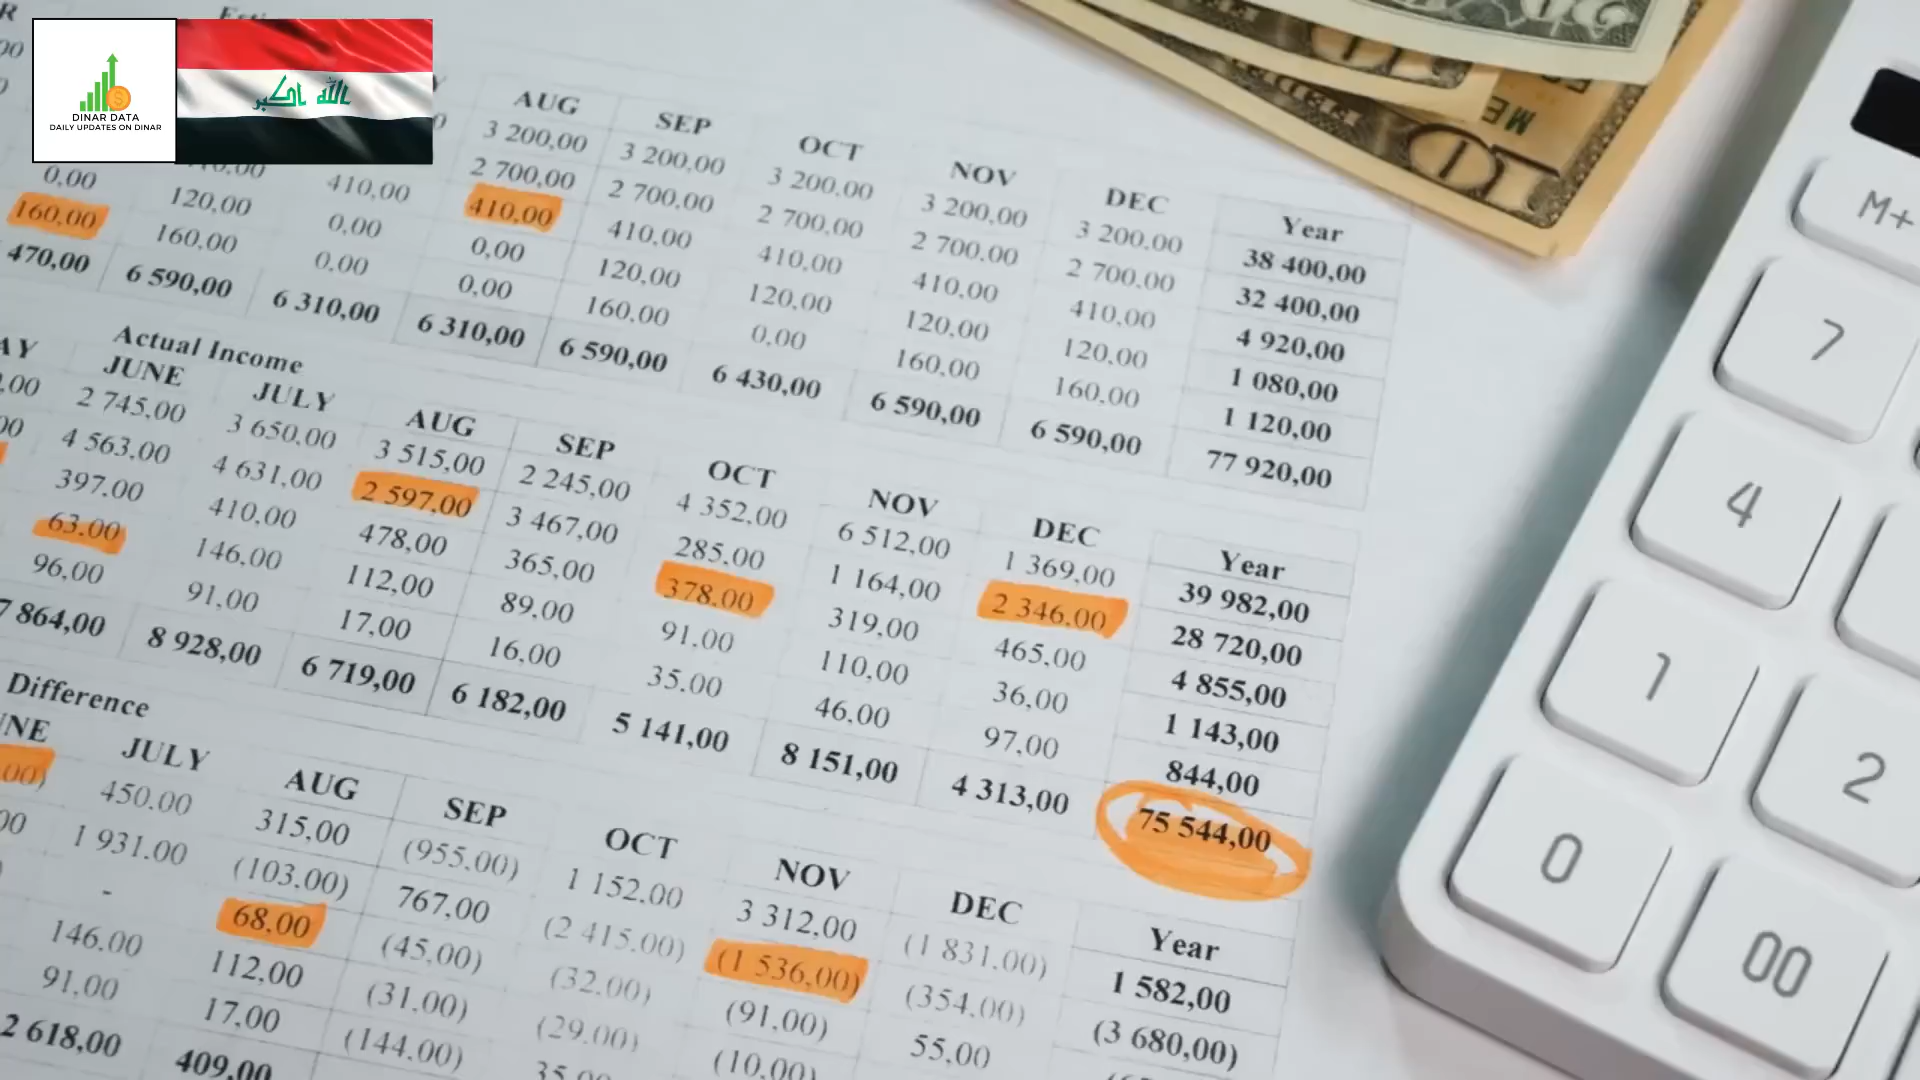 DINAR DATA
DAILY UPDATES ON DINAR
الله اكبر
AUG SEP OCT NOV DEC Year
3 200,00 3 200,00 3 200,00 3 200,00 3 200,00 38 400,00
2 700,00 2 700,00 2 700,00 2 700,00 2 700,00 32 400,00
410,00 410,00 410,00 410,00 410,00 410,00 4 920,00
0,00 120,00 0,00 0,00 120,00 120,00 120,00 120,00 1 080,00
160,00 160,00 0,00 0,00 160,00 0,00 160,00 160,00 1 120,00
470,00 6 590,00 6 310,00 6 310,00 6 590,00 6 430,00 6 590,00 6 590,00 77 920,00
Actual Income
JUNE JULY AUG SEP OCT NOV DEC Year
2 745,00 3 650,00 3 515,00 2 245,00 4 352,00 6 512,00 1 369,00 39 982,00
4 563,00 4 631,00 2 597,00 3 467,00 285,00 1 164,00 2 346,00 28 720,00
397,00 410,00 478,00 365,00 378,00 319,00 465,00 4 855,00
63,00 146,00 112,00 89,00 91,00 110,00 36,00 1 143,00
96,00 91,00 17,00 16,00 35,00 46,00 97,00 844,00
7 864,00 8 928,00 6 719,00 6 182,00 5 141,00 8 151,00 4 313,00 75 544,00
Difference
JULY AUG SEP OCT NOV DEC Year
450,00 315,00 (955,00) 1 152,00 3 312,00 (1 831,00) 1 582,00
1 931,00 (103,00) 767,00 (2 415,00) (1 536,00) (354,00) (3 680,00)
- 68,00 (45,00) (32,00) (91,00) 55,00
146,00 112,00 (31,00) (29,00) (10,00)
91,00 17,00 (144,00)
2 618,00 409,00
M+
7
4
1 2
0 00